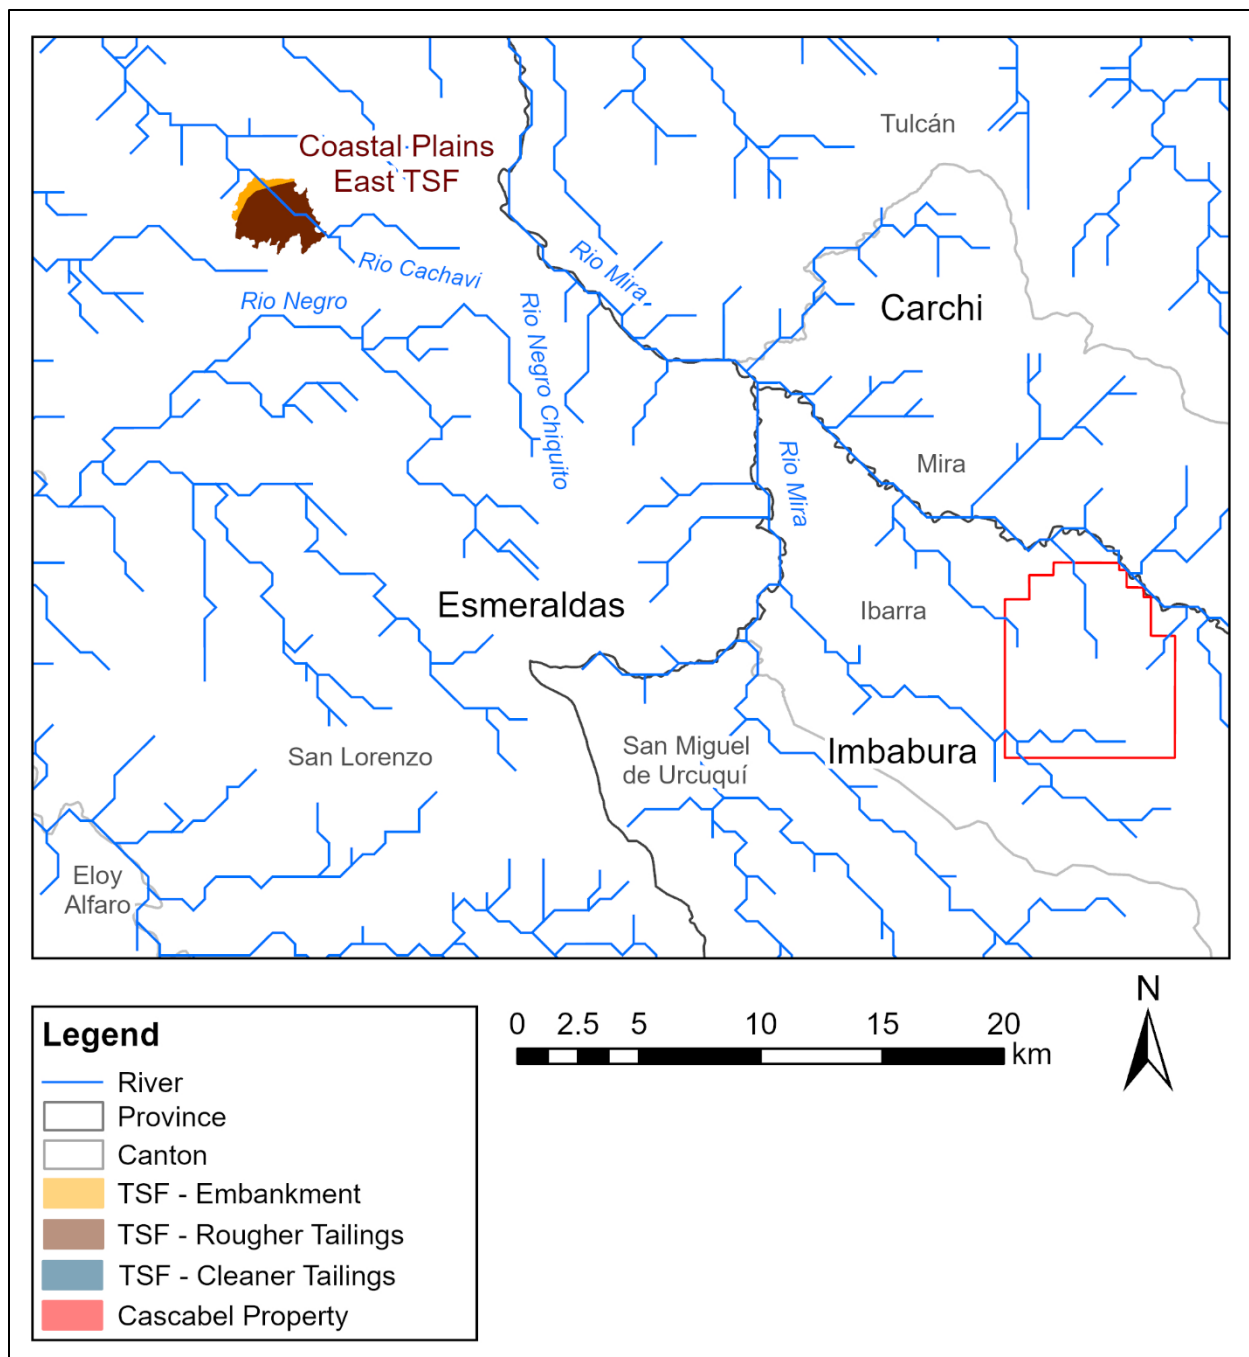 Tulcán
Coastal Plains
East TSF
Rio Mira
Rio Cachavi
Rio Negro
Carchi
Rio Negro Chiquito
Mira
Rio Mira
Esmeraldas
Ibarra
San Miguel
de Urcuquí
Imbabura
San Lorenzo
Eloy
Alfaro
Legend
River
Province
Canton
TSF - Embankment
TSF - Rougher Tailings
TSF - Cleaner Tailings
Cascabel Property
0 2.5 5 10 15 20
km
N